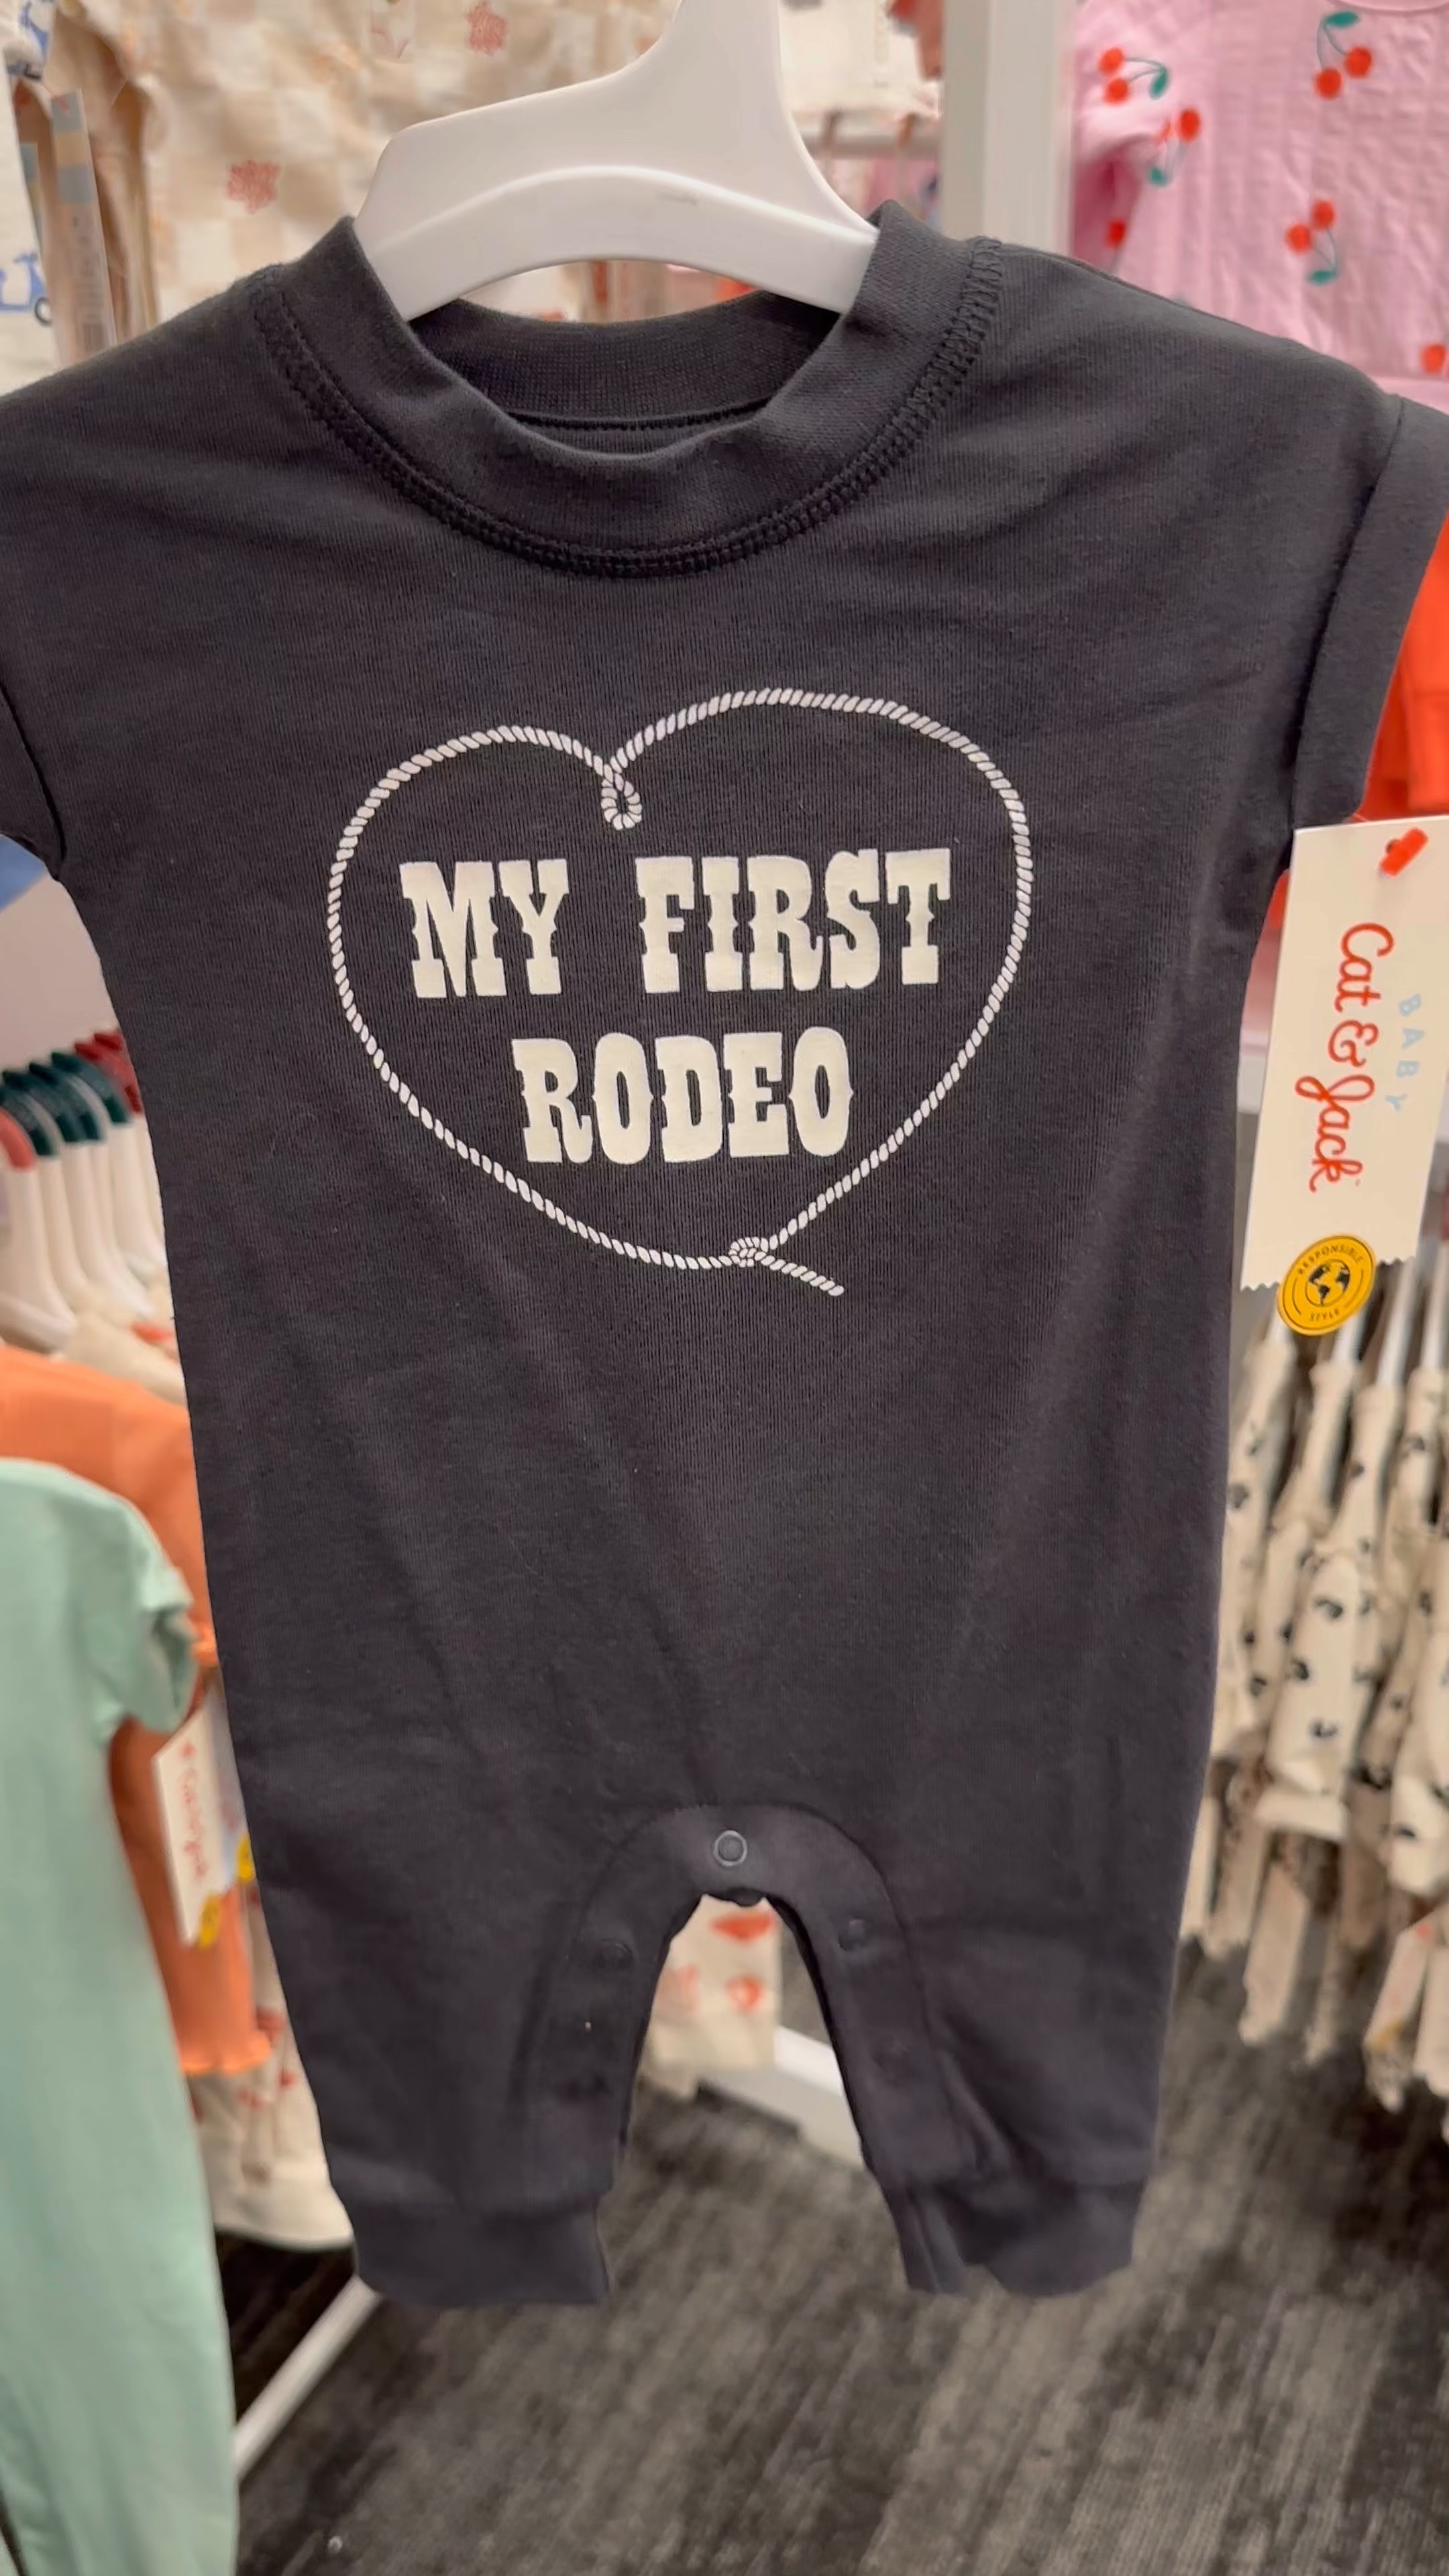 MY FIRST
RODEO
BABY
Cat & Jack
RESPONSIBLE
STYLE